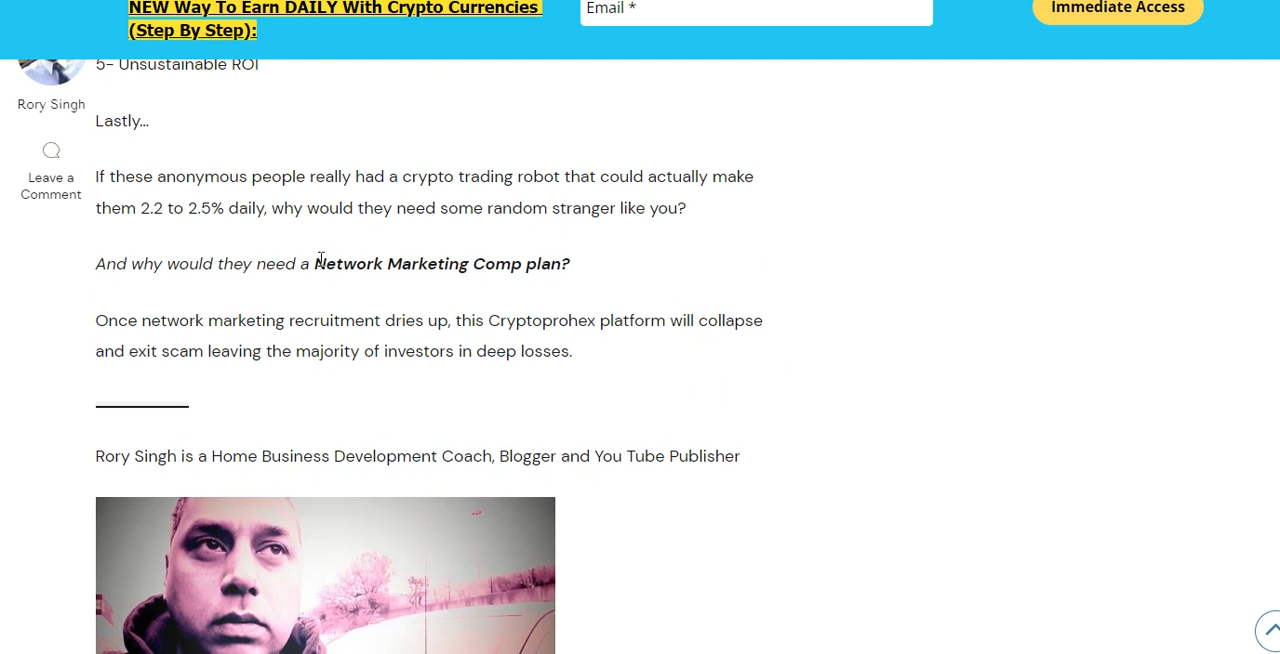 NEW Way To Earn DAILY With Crypto Currencies
(Step By Step):
Email *
Immediate Access
5- Unsustainable ROI
Rory Singh
Lastly...
Leave a
Comment
If these anonymous people really had a crypto trading robot that could actually make
them 2.2 to 2.5% daily, why would they need some random stranger like you?
And why would they need a Network Marketing Comp plan?
Once network marketing recruitment dries up, this Cryptoprohex platform will collapse
and exit scam leaving the majority of investors in deep losses.
Rory Singh is a Home Business Development Coach, Blogger and You Tube Publisher